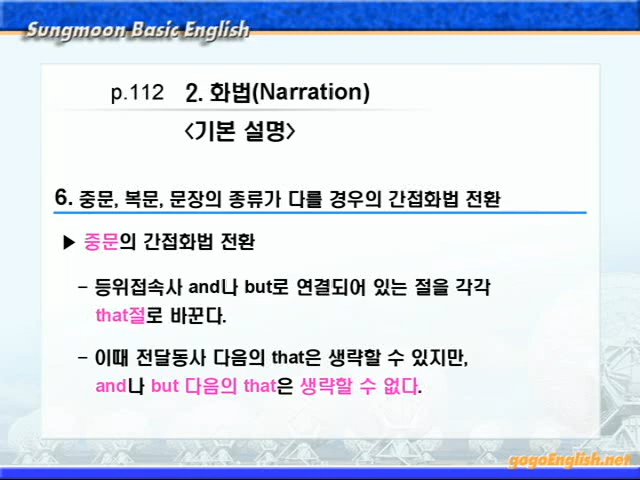 Sungmoon Basic English
p.112 2. 화법(Narration)
<기본 설명>
6. 중문, 복문, 문장의 종류가 다를 경우의 간접화법 전환
▶ 중문의 간접화법 전환
- 등위접속사 and나 but로 연결되어 있는 절을 각각
that절로 바꾼다.
- 이때 전달동사 다음의 that은 생략할 수 있지만,
and나 but 다음의 that은 생략할 수 없다.
gogoEnglish.net